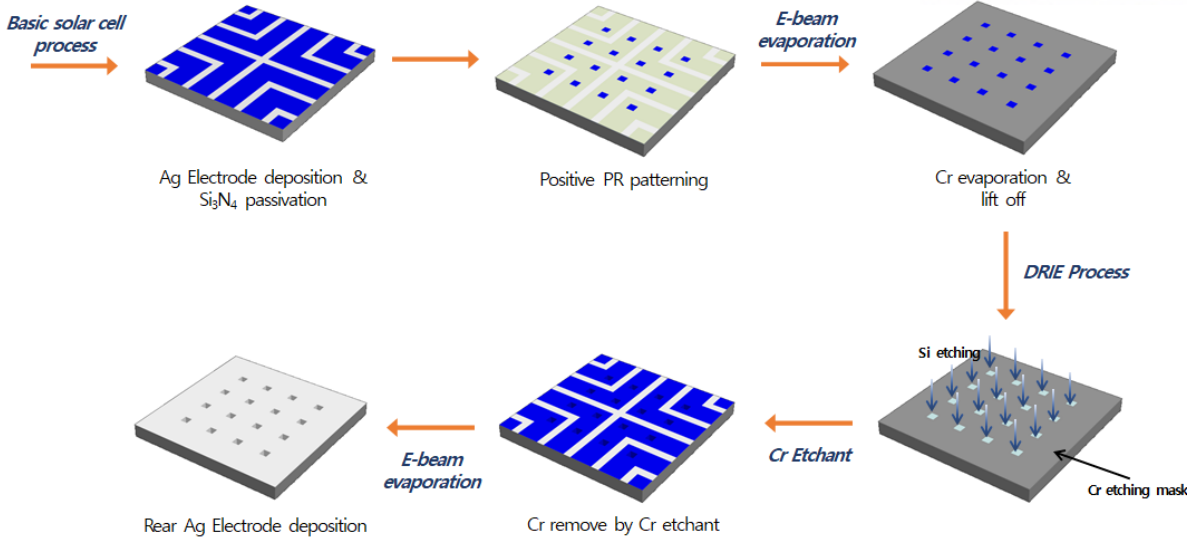 Basic solar cell
process
Ag Electrode deposition &
Si₃N₄ passivation
Positive PR patterning
E-beam
evaporation
Cr evaporation &
lift off
DRIE Process
Si etching
Cr etching mask
Cr Etchant
Cr remove by Cr etchant
E-beam
evaporation
Rear Ag Electrode deposition